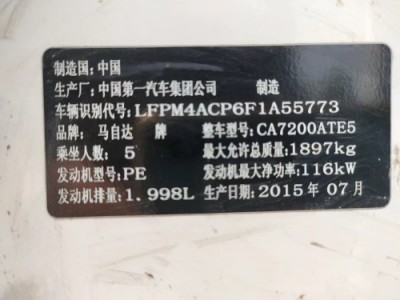 制造国：中国
生产厂：中国第一汽车集团公司 制造
车辆识别代号：LFPM4ACP6F1A55773
品牌：马自达 牌 整车型号：CA7200ATE5
乘坐人数：5 最大允许总质量：1897kg
发动机型号：PE 发动机最大净功率：116kW
发动机排量：1.998L 生产日期：2015年07月